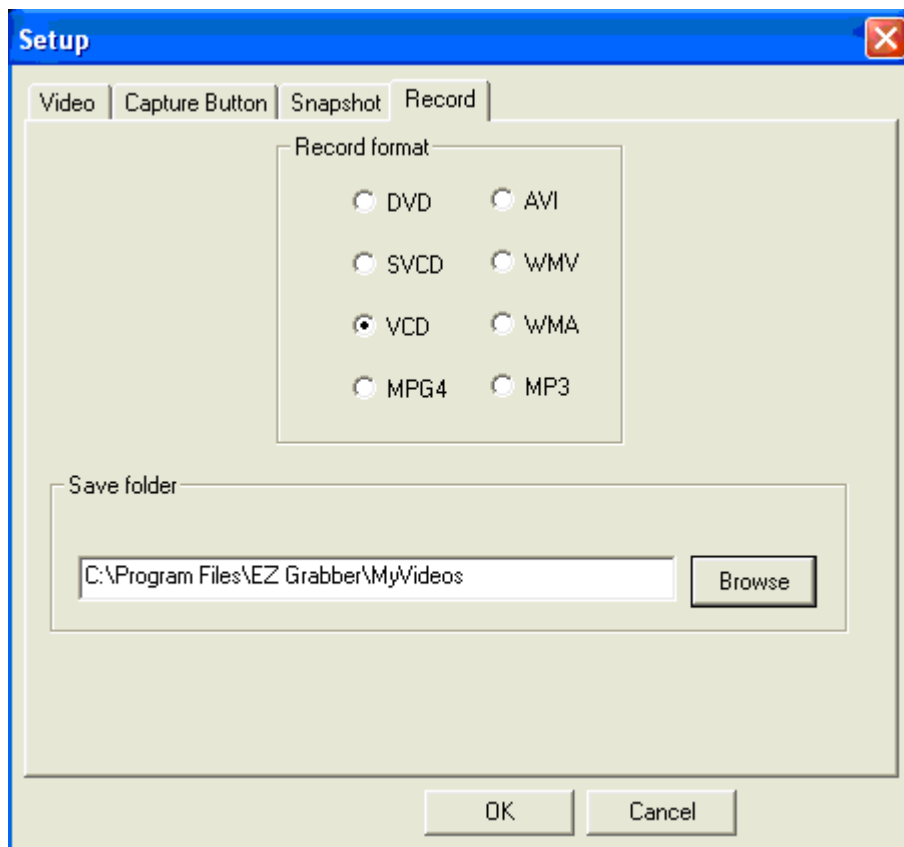 Setup
Video Capture Button Snapshot Record
Record format
DVD AVI
SVCD WMV
VCD WMA
MPG4 MP3
Save folder
C:\Program Files\EZ Grabber\MyVideos Browse
OK Cancel